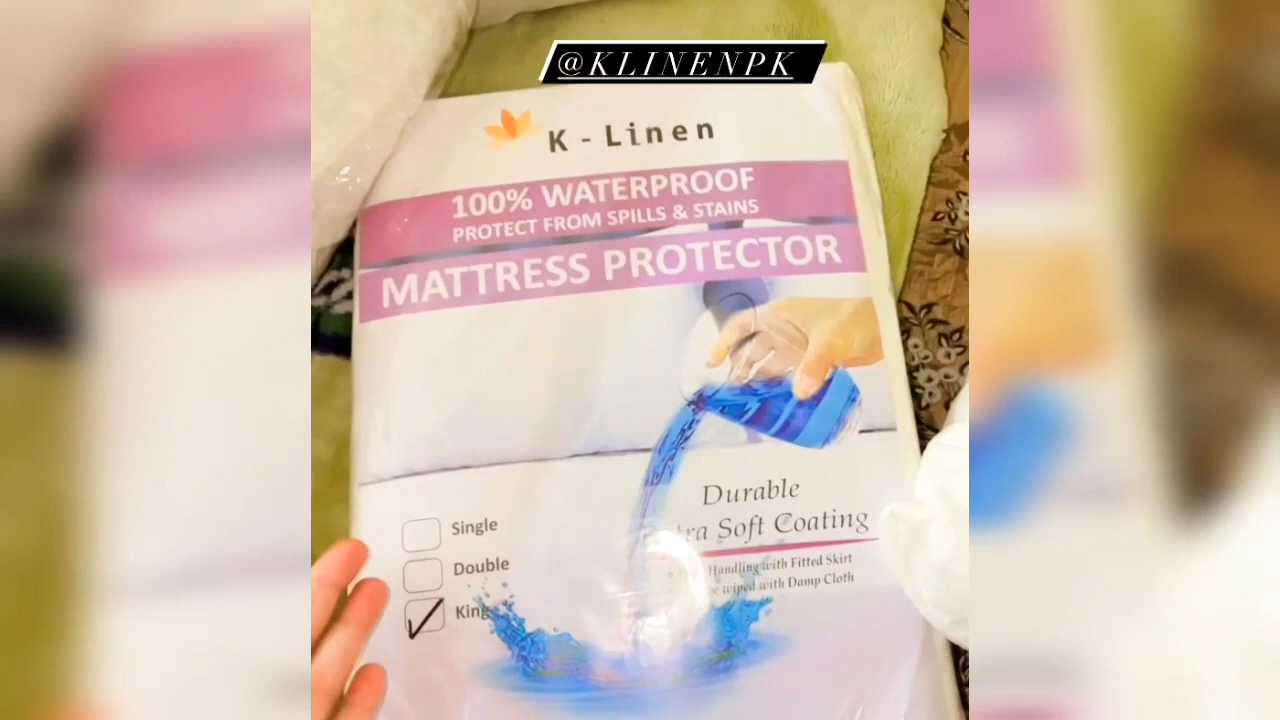 @KLINENPK
K-Linen
100% WATERPROOF
PROTECT FROM SPILLS & STAINS
MATTRESS PROTECTOR
Durable
Soft Coating
Single
Double
King
Handling with Fitted Skirt
wiped with Damp Cloth